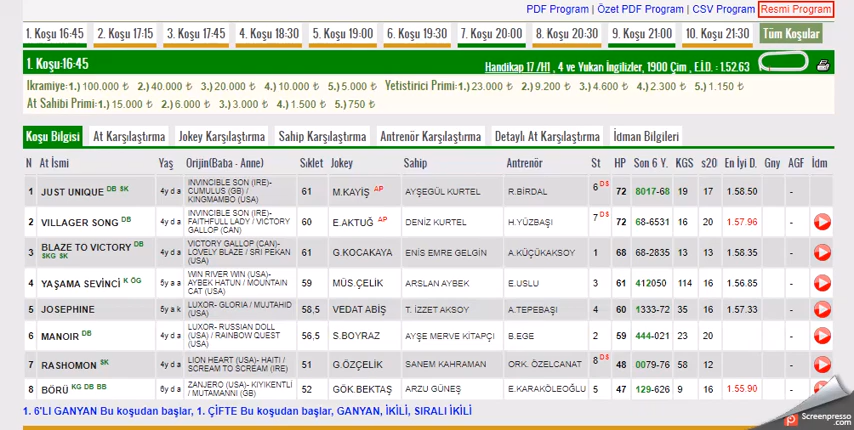 PDF Program | Özet PDF Program | CSV Program Resmi Program
1. Koşu 16:45 2. Koşu 17:15 3. Koşu 17:45 4. Koşu 18:30 5. Koşu 19:00 6. Koşu 19:30 7. Koşu 20:00 8. Koşu 20:30 9. Koşu 21:00 10. Koşu 21:30 Tüm Koşular
1. Koşu:16:45 Handikap 17 /H1 , 4 ve Yukarı İngilizler, 1900 Çim , E.İ.D. : 1.52.63
Ikramiye: 1.) 100.000 ₺ 2.) 40.000 ₺ 3.) 20.000 ₺ 4.) 10.000 ₺ 5.) 5.000 ₺ Yetistirici Primi: 1.) 23.000 ₺ 2.) 9.200 ₺ 3.) 4.600 ₺ 4.) 2.300 ₺ 5.) 1.150 ₺
At Sahibi Primi: 1.) 15.000 ₺ 2.) 6.000 ₺ 3.) 3.000 ₺ 4.) 1.500 ₺ 5.) 750 ₺
Koşu Bilgisi At Karşılaştırma Jokey Karşılaştırma Sahip Karşılaştırma Antrenör Karşılaştırma Detaylı At Karşılaştırma İdman Bilgileri
N At İsmi Yaş Orijin(Baba - Anne) Sıklet Jokey Sahip Antrenör St HP Son 6 Y. KGS s20 En İyi D. Gny AGF İdm
1 JUST UNIQUE DB SK 4y d a INVINCIBLE SON (IRE)- CUMULUS (GB) / KINGMAMBO (USA) 61 M.KAYIŞ AP AYŞEGÜL KURTEL R.BİRDAL 6 DS 72 8017-68 19 17 1.58.50 -
2 VILLAGER SONG DB 4y d a INVINCIBLE SON (IRE)- FAITHFULL LADY / VICTORY GALLOP (CAN) 60 E.AKTUĞ AP DENİZ KURTEL H.YÜZBAŞI 7 DS 72 68-6531 16 20 1.57.96 -
3 BLAZE TO VICTORY DB SKG SK 4y d a VICTORY GALLOP (CAN)- LOVELY BLAZE / SRI PEKAN (USA) 61 G.KOCAKAYA ENİS EMRE GELGİN A.KÜÇÜKAKSOY 1 68 68-2835 13 13 1.58.35 -
4 YAŞAMA SEVİNCİ K ÖG 5y a a WIN RIVER WIN (USA)- AYBEK HATUN / MOUNTAIN CAT (USA) 59 MÜS.ÇELİK ARSLAN AYBEK E.USLU 3 61 412050 114 16 1.56.85 -
5 JOSEPHINE 5y a k LUXOR- GLORIA / MUJTAHID (USA) 58,5 VEDAT ABİŞ T. İZZET AKSOY A.TEPEBAŞI 4 60 1333-72 35 16 1.57.33 -
6 MANOIR DB 4y d a LUXOR- RUSSIAN DOLL (USA) / RAINBOW QUEST (USA) 56,5 S.BOYRAZ AYŞE MERVE KİTAPÇI B.EGE 2 59 444-021 23 20 -
7 RASHOMON SK 4y d a LION HEART (USA)- HAITI / SCREAM TO SCREAM (IRE) 51 G.ÖZÇELİK SANEM KAHRAMAN ORK. ÖZELCANAT 8 DS 48 0079-76 58 12 -
8 BÖRÜ KG DB BB 6y d a ZANJERO (USA)- KIYIKENTLİ / MUTAMANNI (GB) 52 GÖK.BEKTAŞ ARZU GÜNEŞ E.KARAKÖLEOĞLU 5 47 129-626 9 16 1.55.90 -
1. 6'LI GANYAN Bu koşudan başlar, 1. ÇİFTE Bu koşudan başlar, GANYAN, İKİLİ, SIRALI İKİLİ
Screenpresso
.com